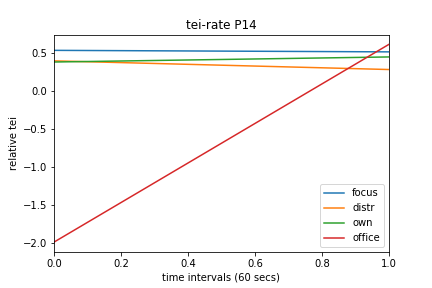 tei-rate P14
relative tei
0.5
0.0
−0.5
−1.0
−1.5
−2.0
focus
distr
own
office
0.0 0.2 0.4 0.6 0.8 1.0
time intervals (60 secs)